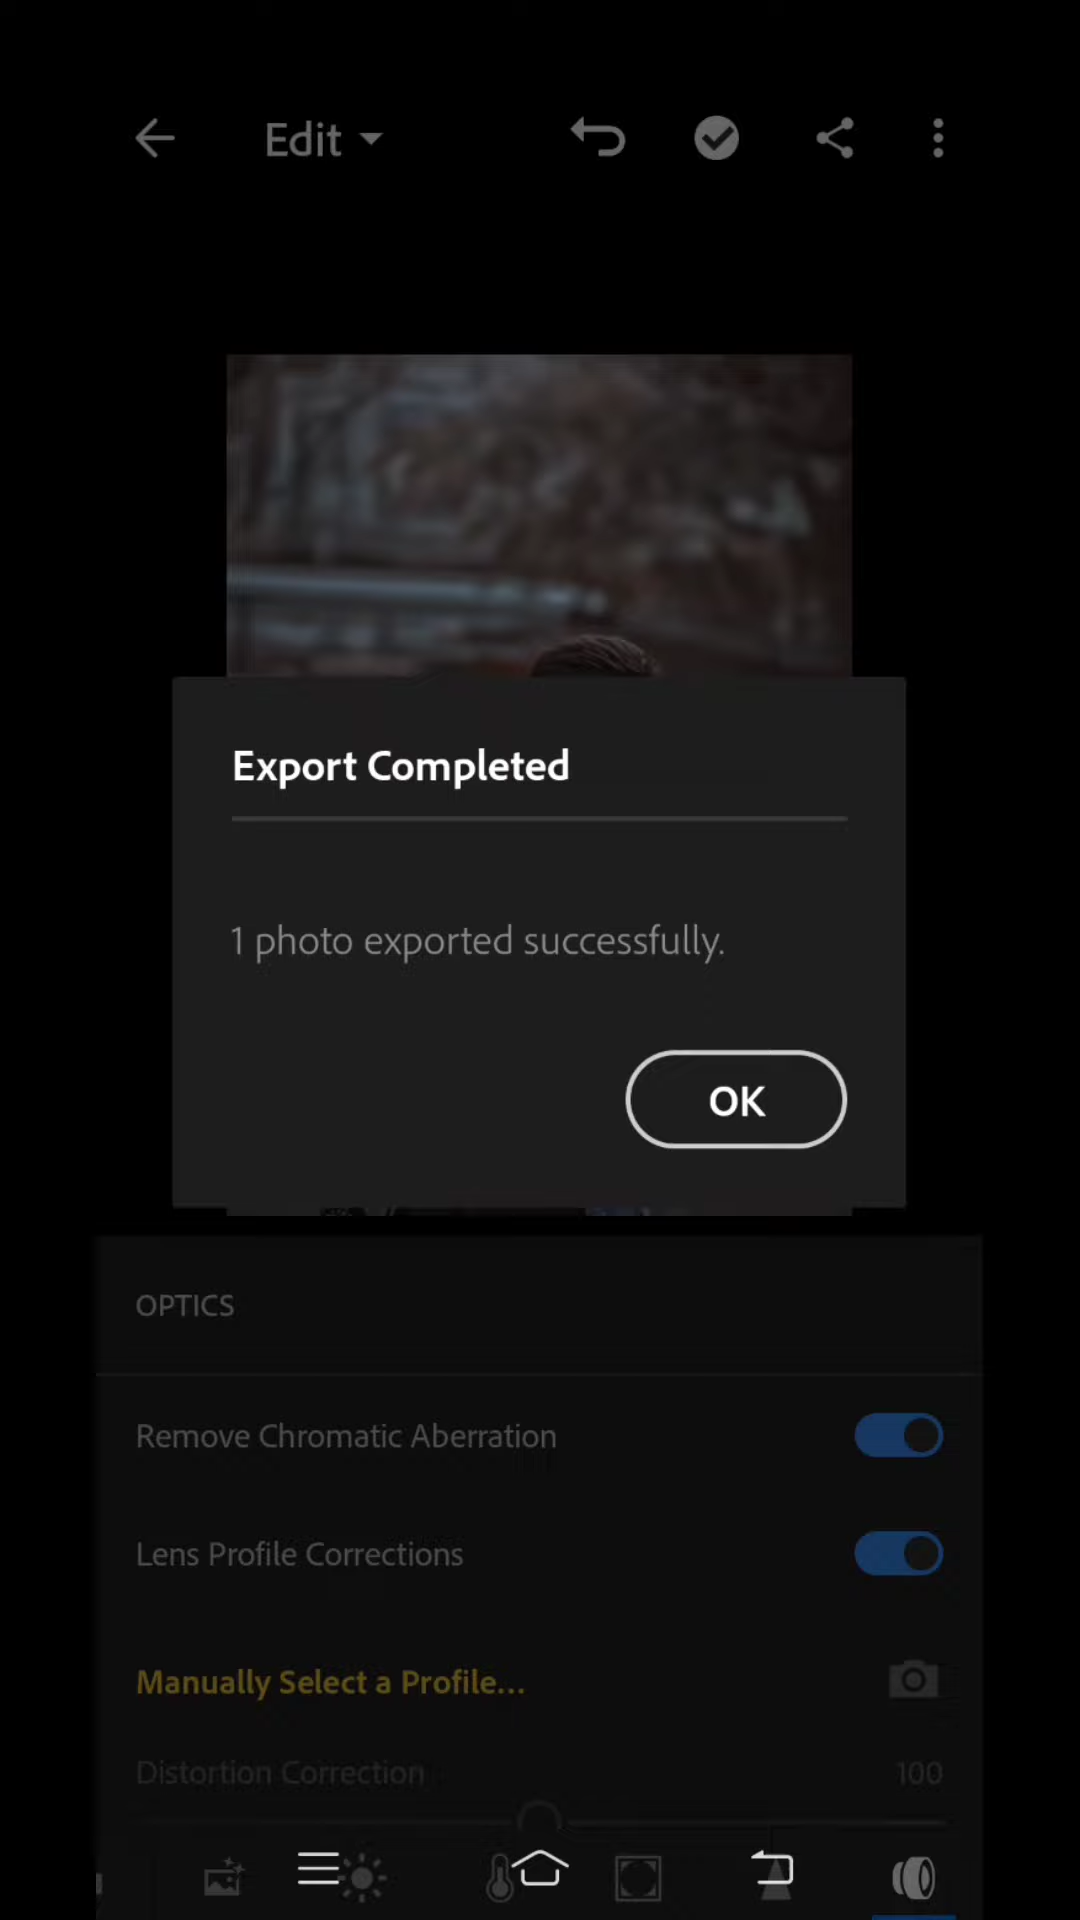 Edit
Export Completed
1 photo exported successfully.
OK
OPTICS
Remove Chromatic Aberration
Lens Profile Corrections
Manually Select a Profile...
Distortion Correction 100